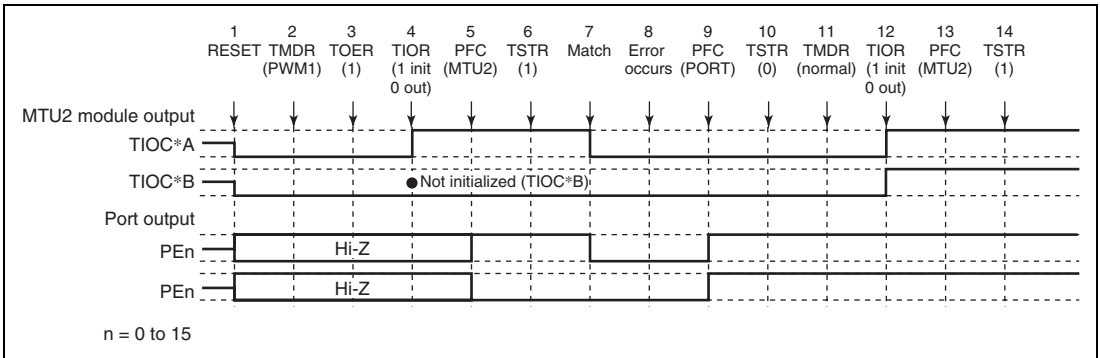 1 2 3 4 5 6 7 8 9 10 11 12 13 14
RESET TMDR TOER TIOR PFC TSTR Match Error PFC TSTR TMDR TIOR PFC TSTR
(PWM1) (1) (1 init (MTU2) (1) occurs (PORT) (0) (normal) (1 init (MTU2) (1)
0 out) 0 out)
MTU2 module output
TIOC*A
TIOC*B Not initialized (TIOC*B)
Port output
PEn Hi-Z
PEn Hi-Z
n = 0 to 15